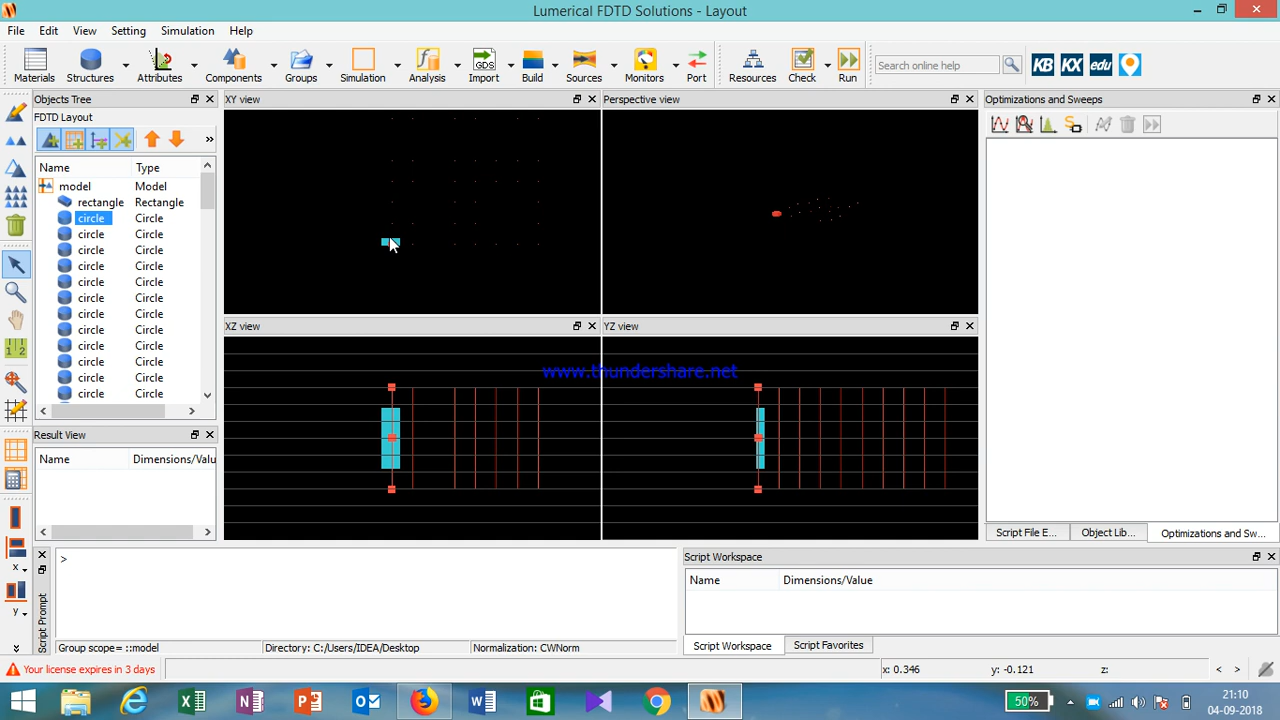 Lumerical FDTD Solutions - Layout
File Edit View Setting Simulation Help
Materials Structures Attributes Components Groups Simulation Analysis Import Build Sources Monitors Port Resources Check Run Search online help KB KX edu
GDS
Objects Tree XY view Perspective view Optimizations and Sweeps
FDTD Layout
»
Name Type
model Model
rectangle Rectangle
circle Circle
circle Circle
circle Circle
circle Circle
circle Circle
circle Circle
circle Circle
circle Circle
circle Circle
circle Circle
circle Circle
circle Circle
XZ view YZ view
www.thundershare.net
Result View
Name Dimensions/Valu
Script File E... Object Lib... Optimizations and Sw...
>
Script Prompt
x
y
Script Workspace
Name Dimensions/Value
Script Workspace Script Favorites
Group scope= ::model Directory: C:/Users/IDEA/Desktop Normalization: CWNorm
Your license expires in 3 days x: 0.346 y: -0.121 z:
50% 21:10
04-09-2018